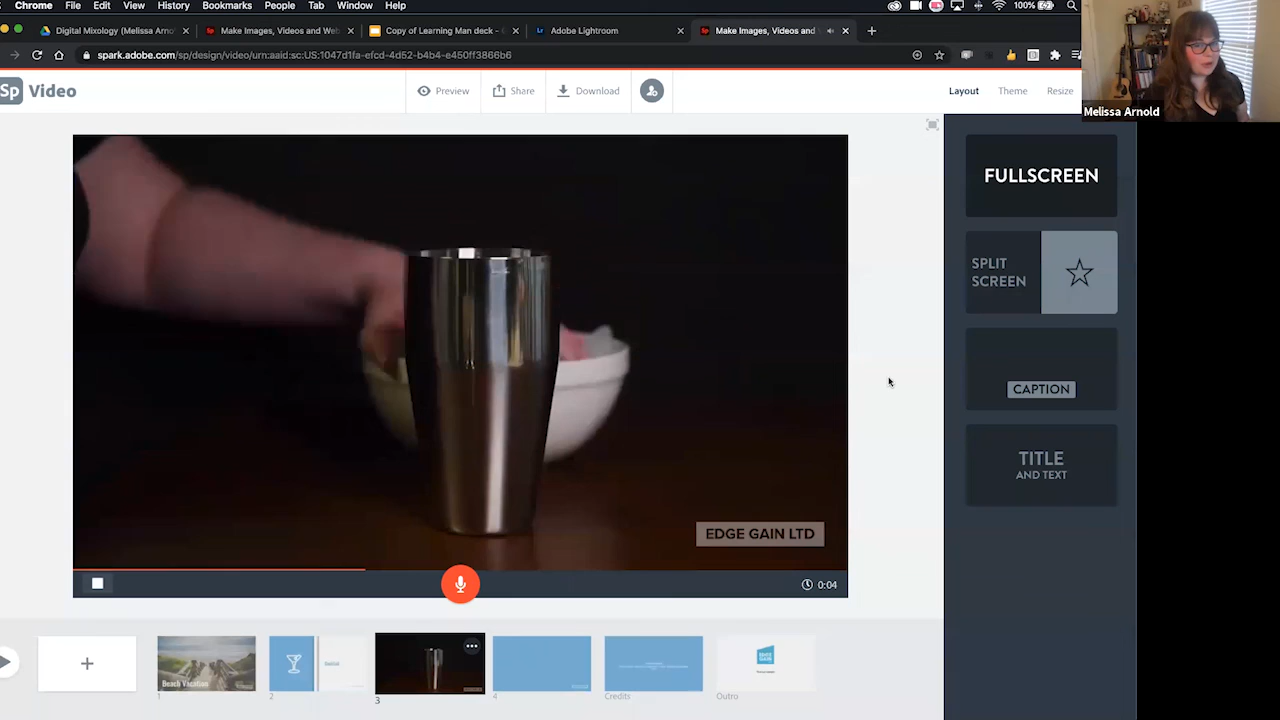 Chrome File Edit View History Bookmarks People Tab Window Help 100%
Digital Mixology (Melissa Arno
Make Images, Videos and Web
Copy of Learning Man deck -
Adobe Lightroom
Make Images, Videos and
spark.adobe.com/sp/design/video/urn:aaid:sc:US:1047d1fa-efcd-4d52-b4b4-e450ff3866b6
Sp Video
Preview
Share
Download
Layout
Theme
Resize
Melissa Arnold
FULLSCREEN
SPLIT
SCREEN
CAPTION
TITLE
AND TEXT
EDGE GAIN LTD
0:04
Beach Vacation
1
2
3
4
Credits
Outro